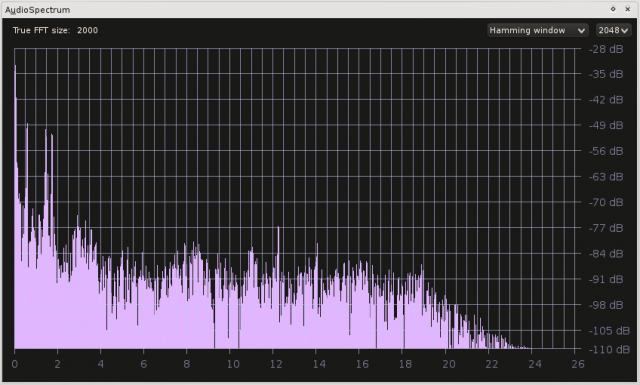 AudioSpectrum
True FFT size: 2000 Hamming window 2048
-28 dB
-35 dB
-42 dB
-49 dB
-56 dB
-63 dB
-70 dB
-77 dB
-84 dB
-91 dB
-98 dB
-105 dB
-110 dB
0 2 4 6 8 10 12 14 16 18 20 22 24 26